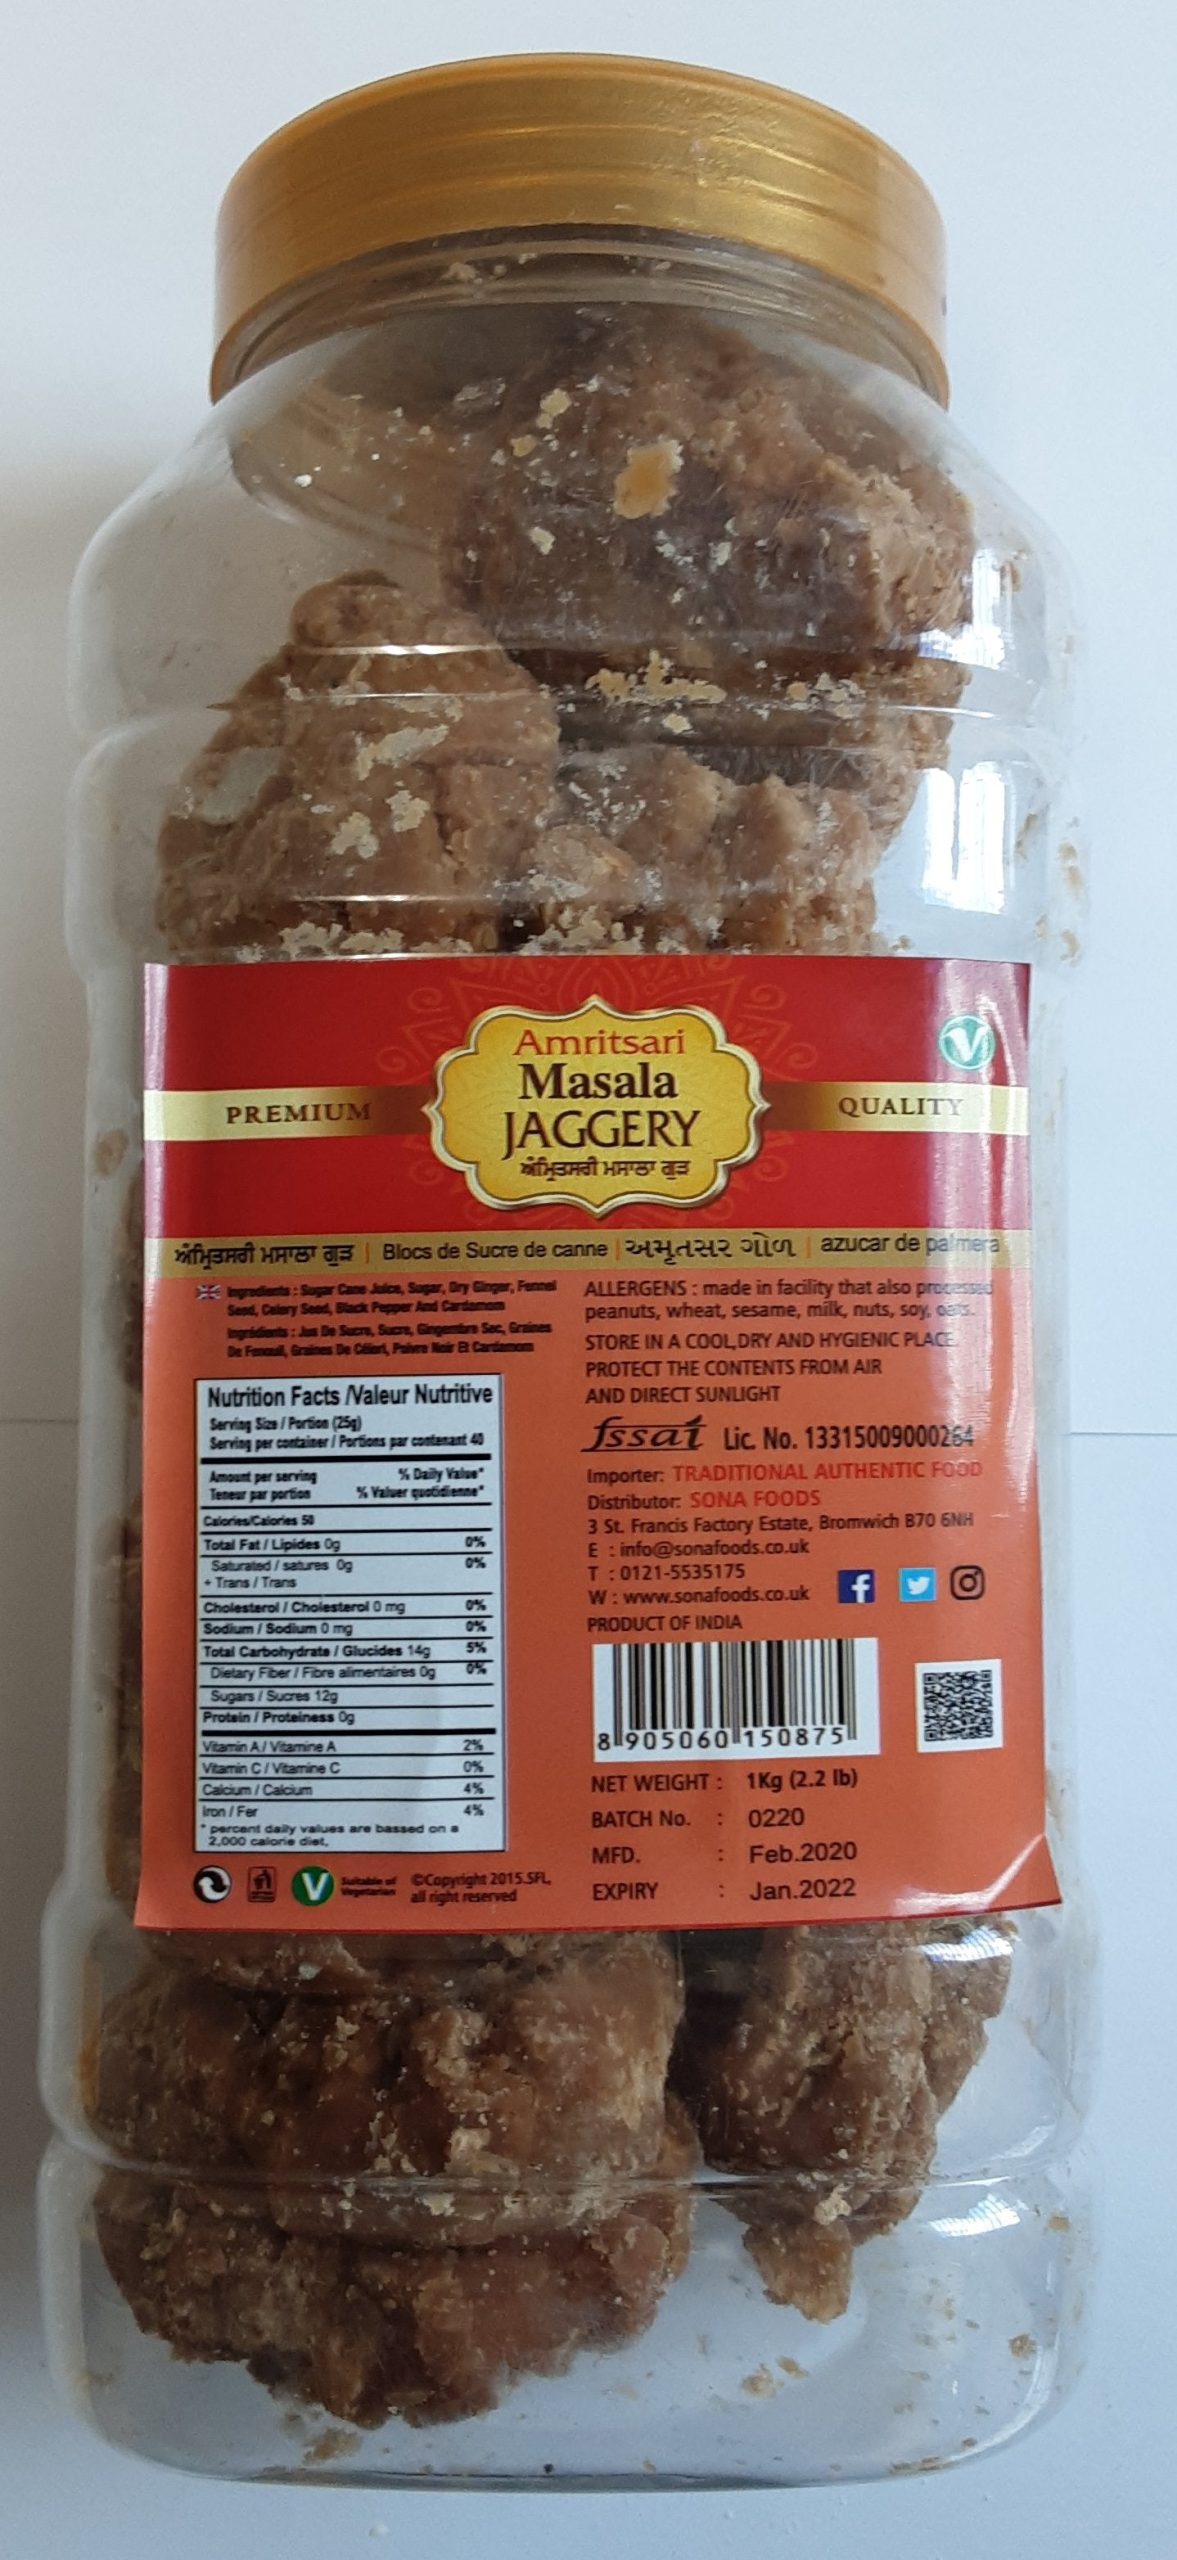 Amritsari
Masala
JAGGERY
ਅੰਮ੍ਰਿਤਸਰੀ ਮਸਾਲਾ ਗੁੜ
PREMIUM
QUALITY
V
ਅੰਮ੍ਰਿਤਸਰੀ ਮਸਾਲਾ ਗੁੜ | Blocs de Sucre de canne | અમૃતસર ગોળ | azucar de palmera
Ingredients : Sugar Cane Juice, Sugar, Dry Ginger, Fennel
Seed, Celery Seed, Black Pepper And Cardamom
Ingrédients : Jus De Sucre, Sucre, Gingembre Sec, Graines
De Fenouil, Graines De Céleri, Poivre Noir Et Cardamom
Nutrition Facts /Valeur Nutritive
Serving Size / Portion (25g)
Serving per container / Portions par contenant 40
Amount per serving % Daily Value*
Teneur par portion % Valuer quotidienne*
Calories/Calories 50
Total Fat / Lipides 0g 0%
Saturated / satures 0g 0%
+ Trans / Trans
Cholesterol / Cholesterol 0 mg 0%
Sodium / Sodium 0 mg 0%
Total Carbohydrate / Glucides 14g 5%
Dietary Fiber / Fibre alimentaires 0g 0%
Sugars / Sucres 12g
Protein / Proteiness 0g
Vitamin A / Vitamine A 2%
Vitamin C / Vitamine C 0%
Calcium / Calcium 4%
Iron / Fer 4%
* percent daily values are bassed on a
2,000 calorie diet,
V
Suitable of
Vegetarian
©Copyright 2015.SFL,
all right reserved
ALLERGENS : made in facility that also processed
peanuts, wheat, sesame, milk, nuts, soy, oats.
STORE IN A COOL,DRY AND HYGIENIC PLACE.
PROTECT THE CONTENTS FROM AIR
AND DIRECT SUNLIGHT
fssai Lic. No. 13315009000264
Importer: TRADITIONAL AUTHENTIC FOOD
Distributor: SONA FOODS
3 St. Francis Factory Estate, Bromwich B70 6NH
E : info@sonafoods.co.uk
T : 0121-5535175
W : www.sonafoods.co.uk
PRODUCT OF INDIA
8 905060 150875
NET WEIGHT : 1Kg (2.2 lb)
BATCH No. : 0220
MFD. : Feb.2020
EXPIRY : Jan.2022